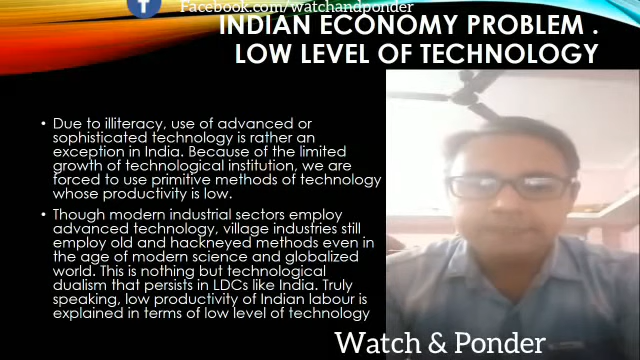 Facebook.com/watchandponder
INDIAN ECONOMY PROBLEM .
LOW LEVEL OF TECHNOLOGY
• Due to illiteracy, use of advanced or
sophisticated technology is rather an
exception in India. Because of the limited
growth of technological institution, we are
forced to use primitive methods of technology
whose productivity is low.
• Though modern industrial sectors employ
advanced technology, village industries still
employ old and hackneyed methods even in
the age of modern science and globalized
world. This is nothing but technological
dualism that persists in LDCs like India. Truly
speaking, low productivity of Indian labour is
explained in terms of low level of technology
Watch & Ponder